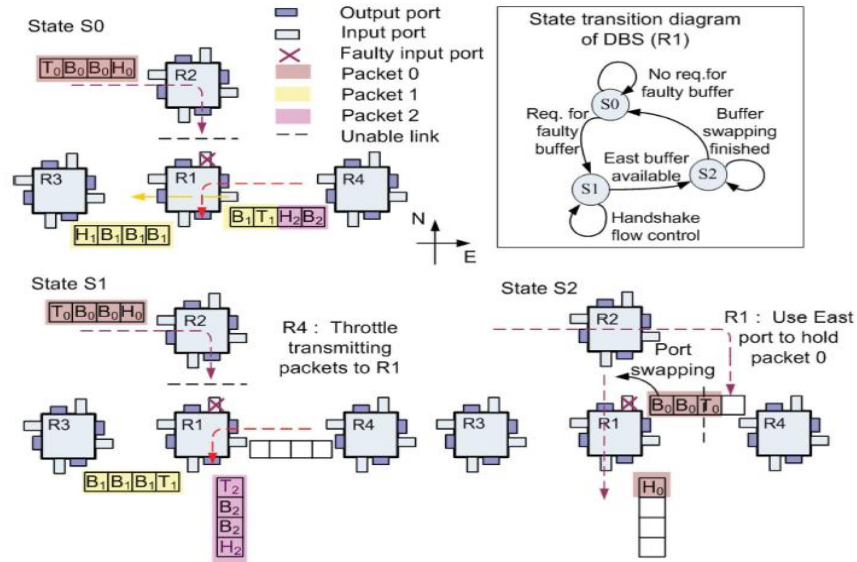 State S0
T0 B0 B0 H0
R2
R3
R1
R4
H1 B1 B1 B1
B1 T1 H2 B2
Output port
Input port
Faulty input port
Packet 0
Packet 1
Packet 2
Unable link
N
E
State transition diagram
of DBS (R1)
S0
No req.for
faulty buffer
Req. for
faulty
buffer
Buffer
swapping
finished
East buffer
available
S2
S1
Handshake
flow control
State S1
T0 B0 B0 H0
R2
R4 : Throttle
transmitting
packets to R1
R3
R1
R4
B1 B1 B1 T1
T2
B2
B2
H2
State S2
R2
R1 : Use East
port to hold
packet 0
Port
swapping
B0 B0 T0
R3
R1
R4
H0